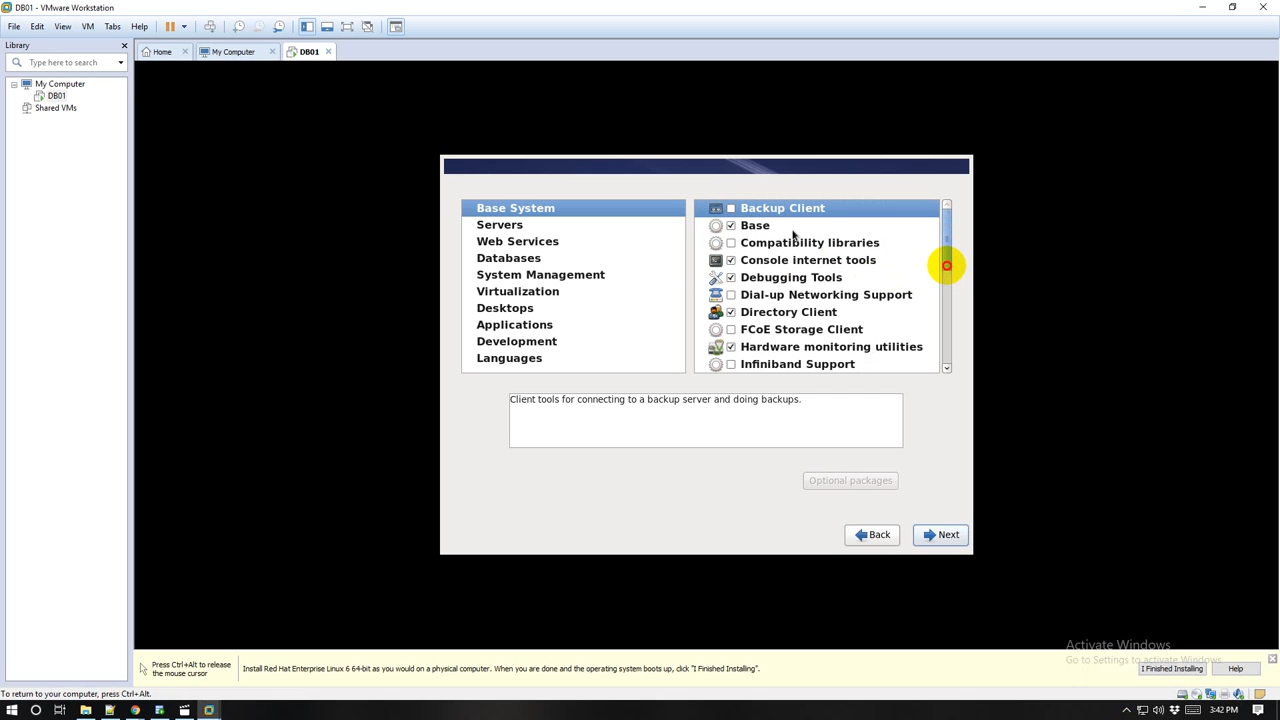 DB01 - VMware Workstation
File Edit View VM Tabs Help
Library
Type here to search
Home
My Computer
DB01
My Computer
DB01
Shared VMs
Base System
Servers
Web Services
Databases
System Management
Virtualization
Desktops
Applications
Development
Languages
Backup Client
Base
Compatibility libraries
Console internet tools
Debugging Tools
Dial-up Networking Support
Directory Client
FCoE Storage Client
Hardware monitoring utilities
Infiniband Support
Client tools for connecting to a backup server and doing backups.
Optional packages
Back
Next
Activate Windows
Go to Settings to activate Windows.
Press Ctrl+Alt to release
the mouse cursor
Install Red Hat Enterprise Linux 6 64-bit as you would on a physical computer. When you are done and the operating system boots up, click "I Finished Installing".
I Finished Installing
Help
To return to your computer, press Ctrl+Alt.
3:42 PM